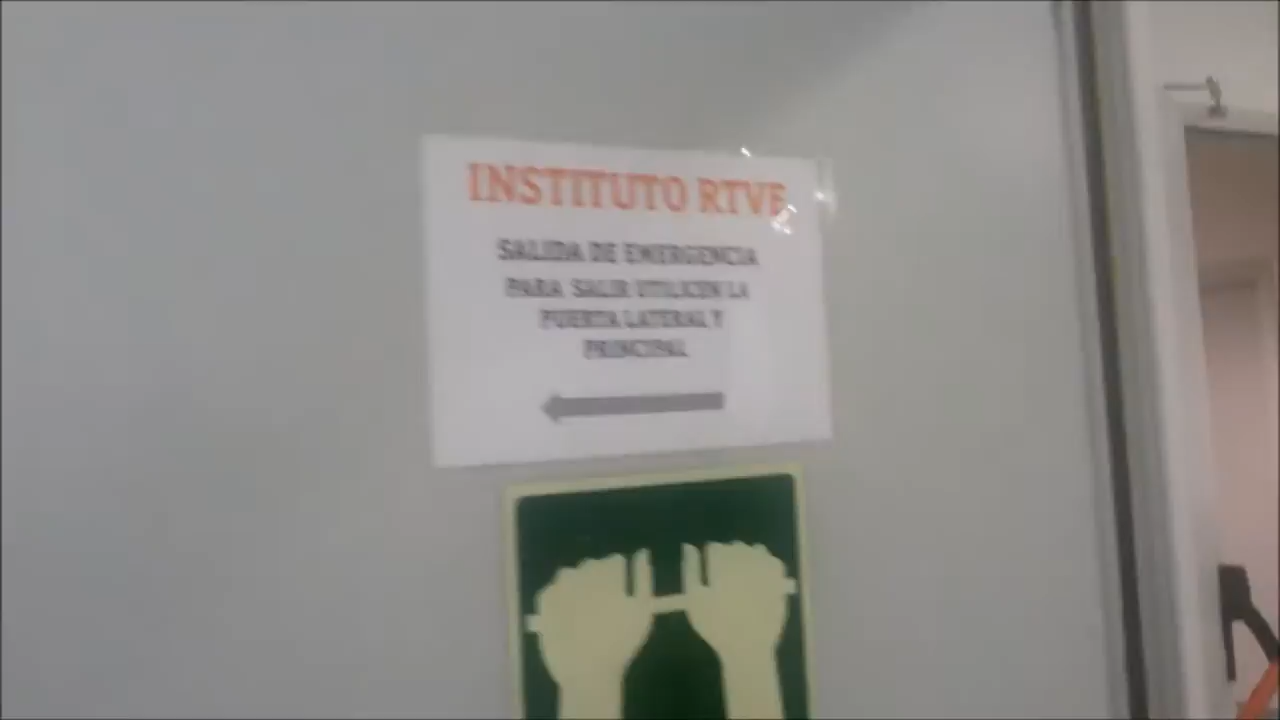 INSTITUTO RTVE
SALIDA DE EMERGENCIA
PARA SALIR UTILICEN LA
PUERTA LATERAL Y
PRINCIPAL